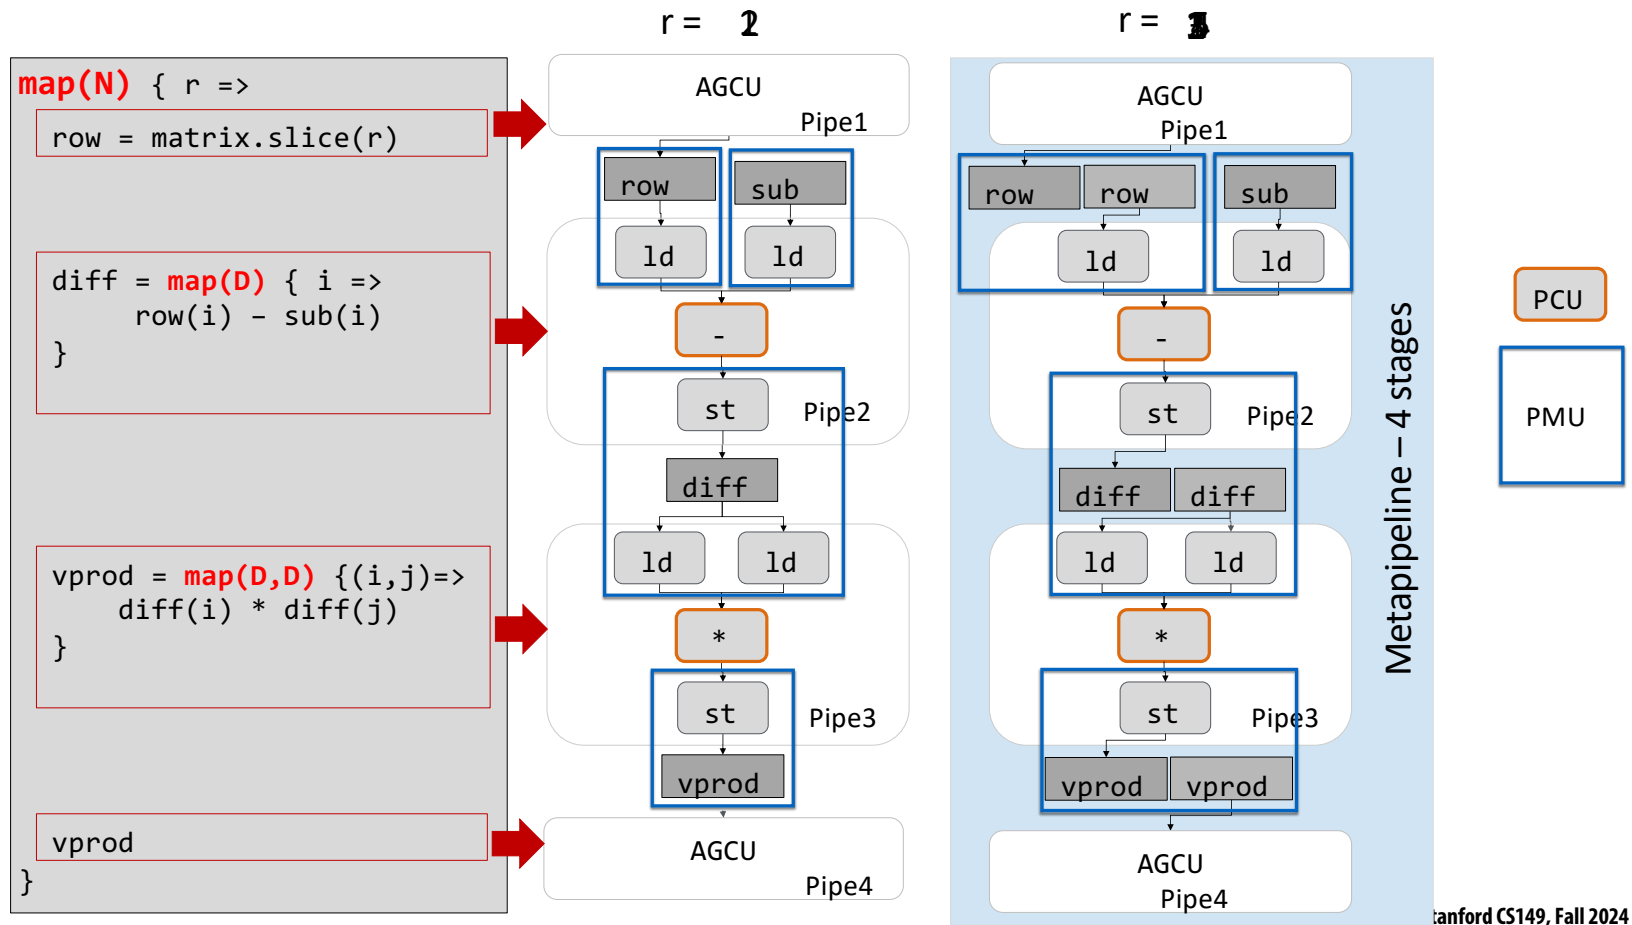 r =
r =
map(N) { r =>
row = matrix.slice(r)
diff = map(D) { i =>
row(i) – sub(i)
}
vprod = map(D,D) {(i,j)=>
diff(i) * diff(j)
}
vprod
}
AGCU
Pipe1
row
sub
ld
ld
-
st
Pipe2
diff
ld
ld
*
st
Pipe3
vprod
AGCU
Pipe4
AGCU
Pipe1
row
row
sub
ld
ld
-
st
Pipe2
diff
diff
ld
ld
*
st
Pipe3
vprod
vprod
AGCU
Pipe4
Metapipeline – 4 stages
PCU
PMU
tanford CS149, Fall 2024